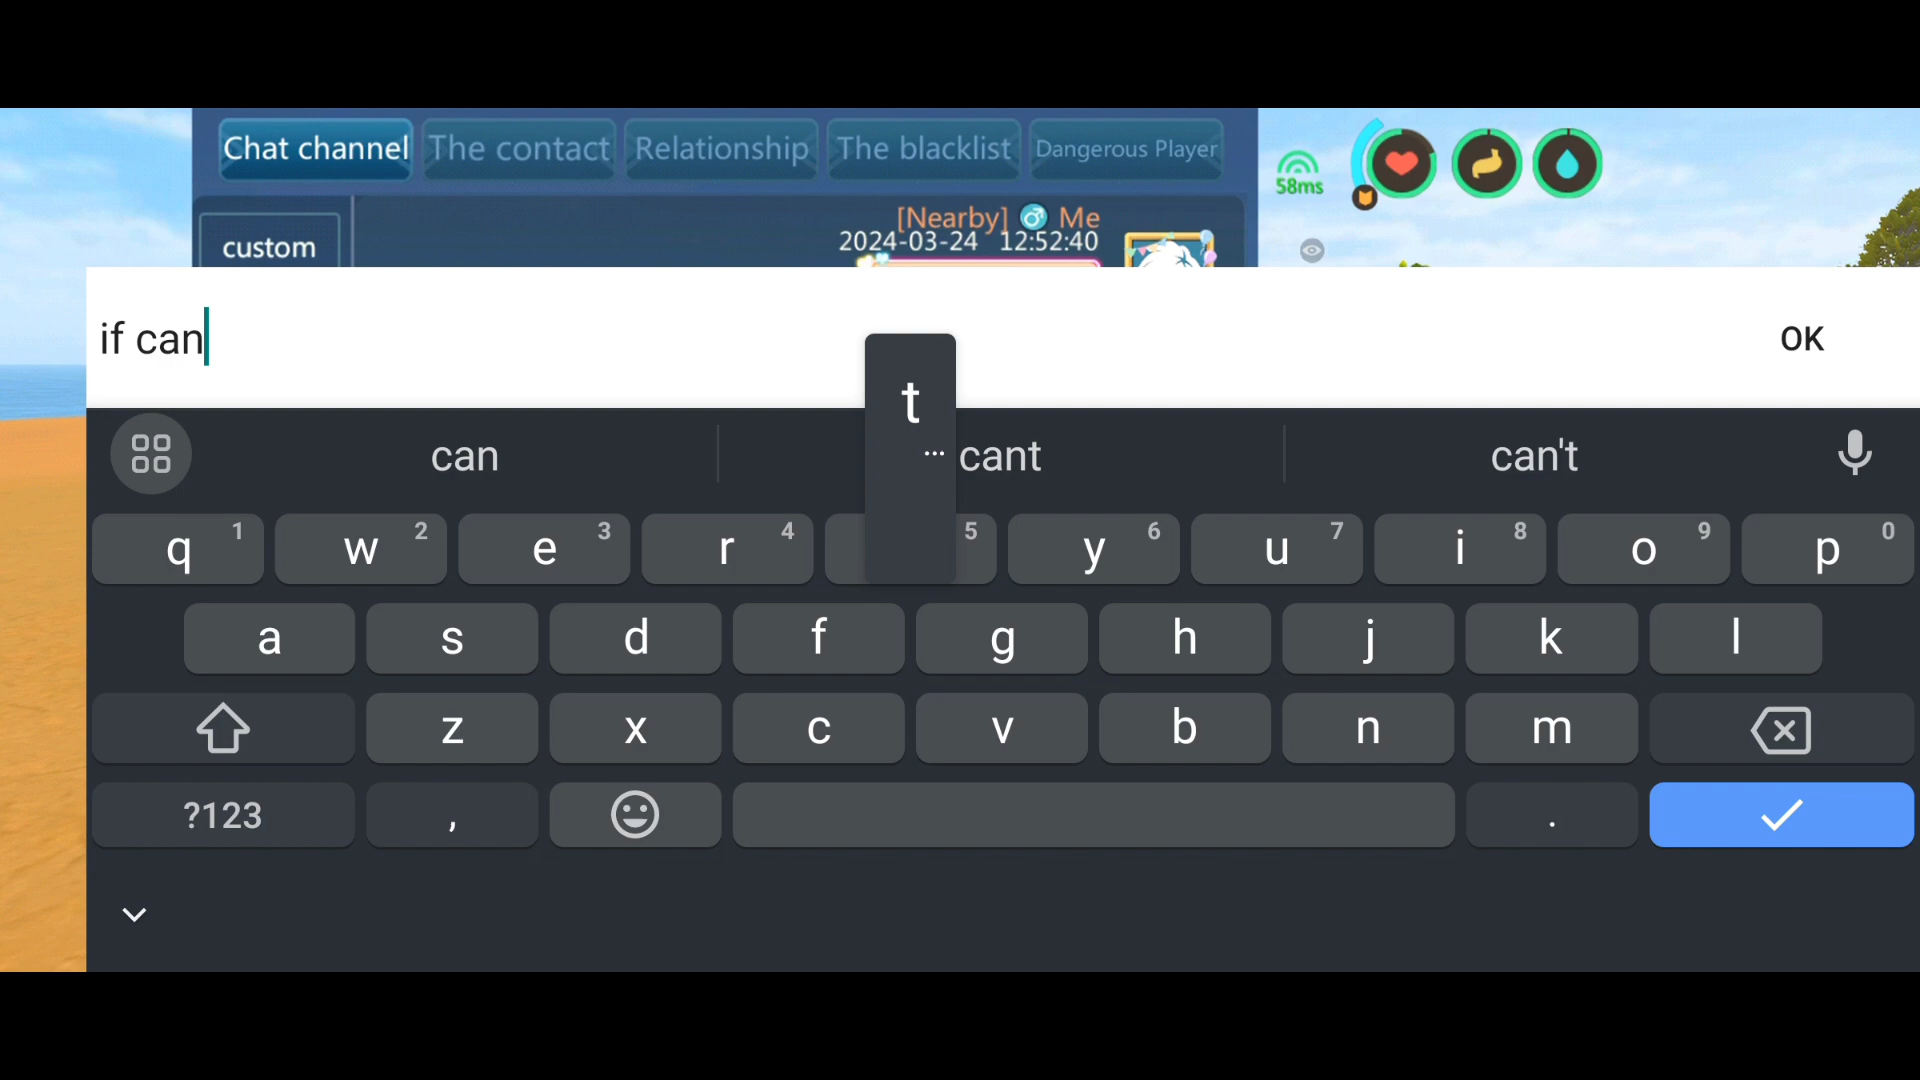 Chat channel The contact Relationship The blacklist Dangerous Player
58ms
[Nearby] Me
2024-03-24 12:52:40
custom
if can
OK
t
...
can cant can't
q 1 w 2 e 3 r 4 5 y 6 u 7 i 8 o 9 p 0
a s d f g h j k l
z x c v b n m
?123 , .